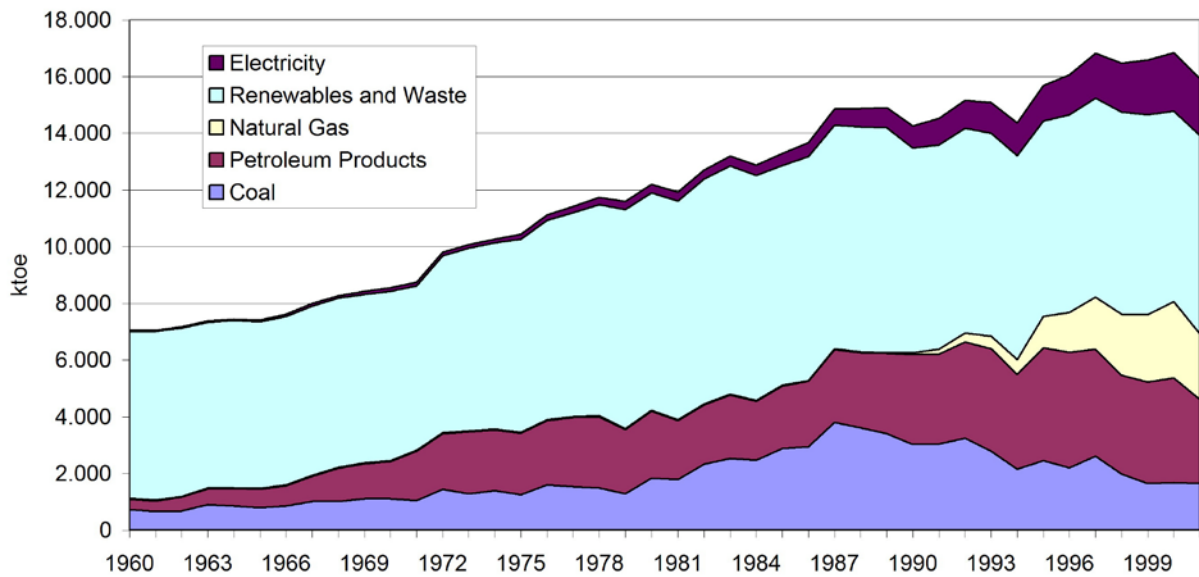 18.000
16.000
14.000
12.000
10.000
8.000
6.000
4.000
2.000
0
ktoe
Electricity
Renewables and Waste
Natural Gas
Petroleum Products
Coal
1960 1963 1966 1969 1972 1975 1978 1981 1984 1987 1990 1993 1996 1999